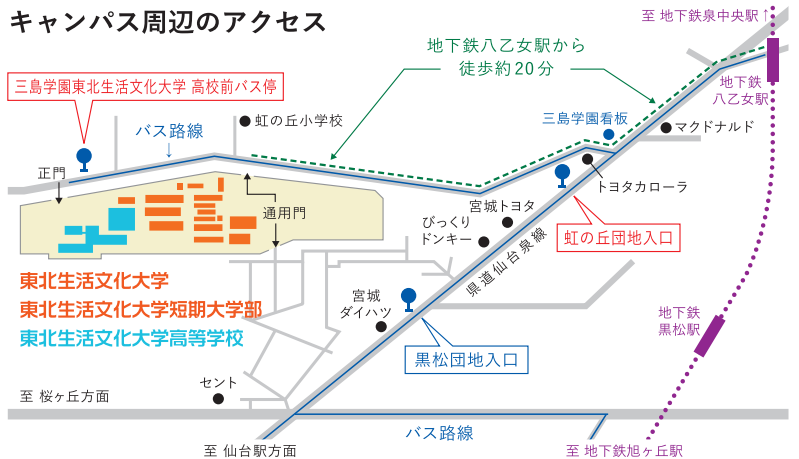 キャンパス周辺のアクセス
至 地下鉄泉中央駅↑
地下鉄八乙女駅から
徒歩約20分
三島学園東北生活文化大学 高校前バス停
地下鉄
八乙女駅
バス路線
虹の丘小学校
三島学園看板
マクドナルド
正門
トヨタカローラ
通用門
宮城トヨタ
びっくり
ドンキー
虹の丘団地入口
県道仙台泉線
東北生活文化大学
東北生活文化大学短期大学部
東北生活文化大学高等学校
宮城
ダイハツ
地下鉄
黒松駅
黒松団地入口
セント
至 桜ヶ丘方面
バス路線
至 仙台駅方面
至 地下鉄旭ヶ丘駅